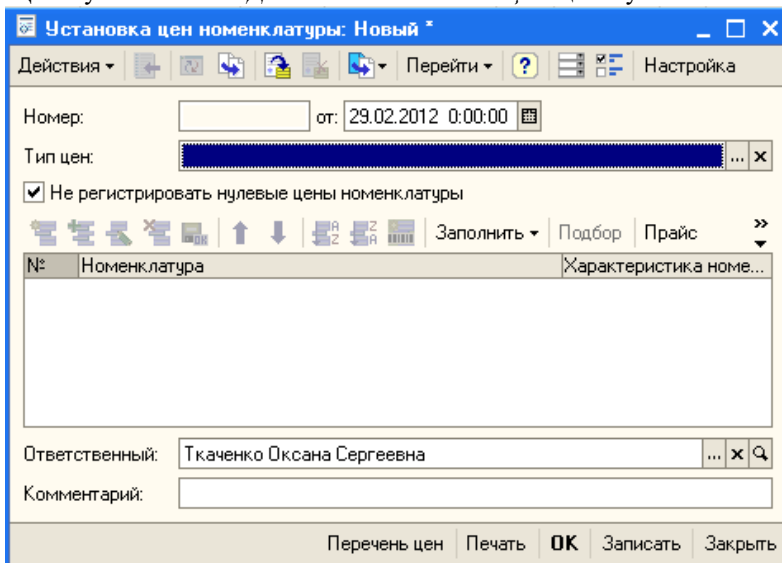 Установка цен номенклатуры: Новый *
Действия Перейти ? Настройка
Номер: от: 29.02.2012 0:00:00
Тип цен: ... x
Не регистрировать нулевые цены номенклатуры
Заполнить Подбор Прайс »
№ Номенклатура Характеристика номе...
Ответственный: Ткаченко Оксана Сергеевна ... x
Комментарий:
Перечень цен Печать OK Записать Закрыть